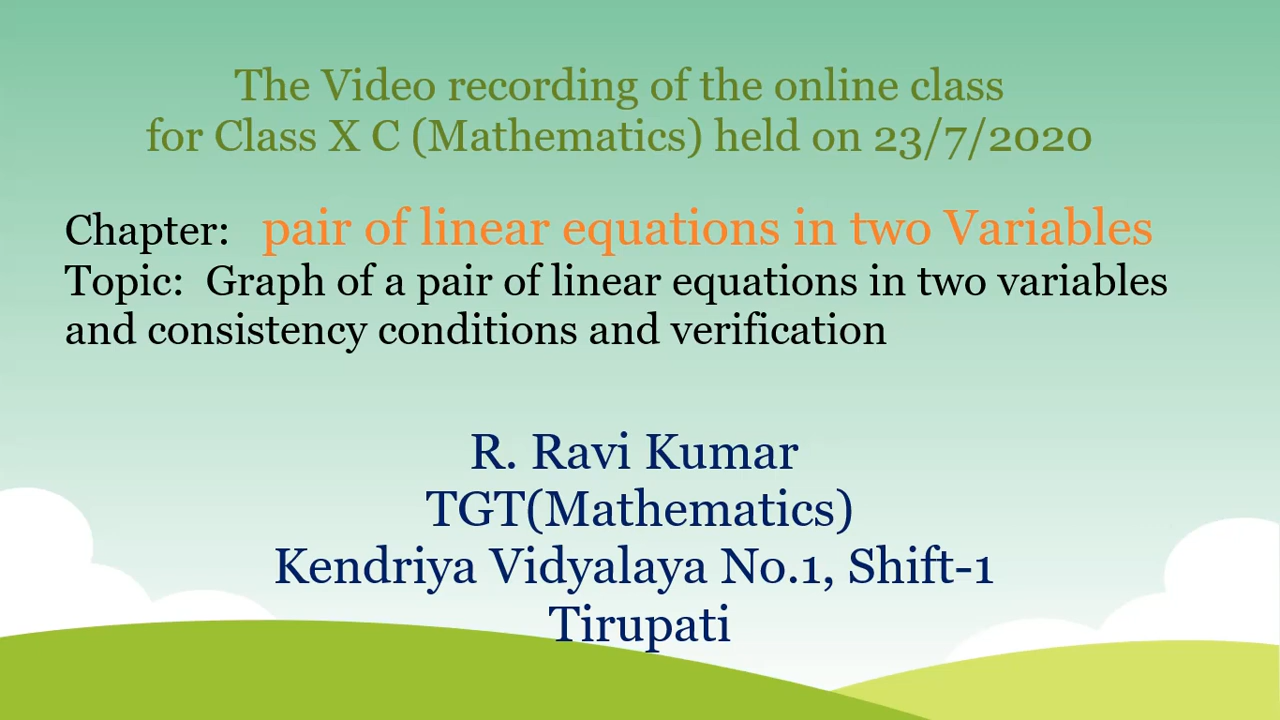 The Video recording of the online class
for Class X C (Mathematics) held on 23/7/2020
Chapter: pair of linear equations in two Variables
Topic: Graph of a pair of linear equations in two variables
and consistency conditions and verification
R. Ravi Kumar
TGT(Mathematics)
Kendriya Vidyalaya No.1, Shift-1
Tirupati